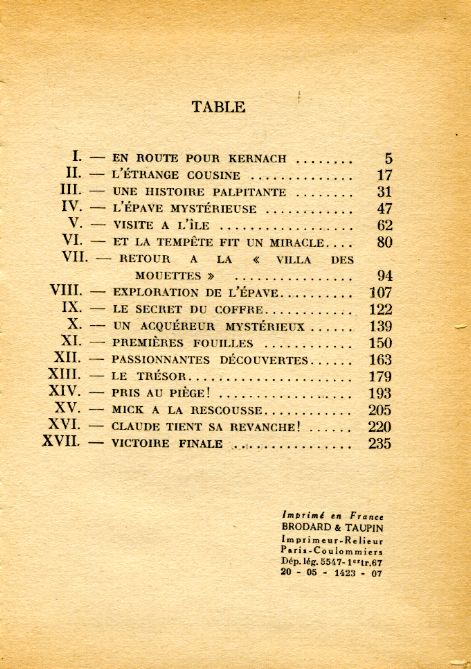 TABLE
I. — EN ROUTE POUR KERNACH ........ 5
II. — L'ÉTRANGE COUSINE ............. 17
III. — UNE HISTOIRE PALPITANTE ........ 31
IV. — L'ÉPAVE MYSTÉRIEUSE ............ 47
V. — VISITE A L'ÎLE .................. 62
VI. — ET LA TEMPÊTE FIT UN MIRACLE.... 80
VII. — RETOUR A LA « VILLA DES
MOUETTES » ............... 94
VIII. — EXPLORATION DE L'ÉPAVE.......... 107
IX. — LE SECRET DU COFFRE............ 122
X. — UN ACQUÉREUR MYSTÉRIEUX ...... 139
XI. — PREMIÈRES FOUILLES ............. 150
XII. — PASSIONNANTES DÉCOUVERTES...... 163
XIII. — LE TRÉSOR...................... 179
XIV. — PRIS AU PIÈGE! .................. 193
XV. — MICK A LA RESCOUSSE............ 205
XVI. — CLAUDE TIENT SA REVANCHE! ...... 220
XVII. — VICTOIRE FINALE ................ 235
Imprimé en France
BRODARD & TAUPIN
Imprimeur-Relieur
Paris-Coulommiers
Dép. lég. 5547-1er tr.67
20 - 05 - 1423 - 07